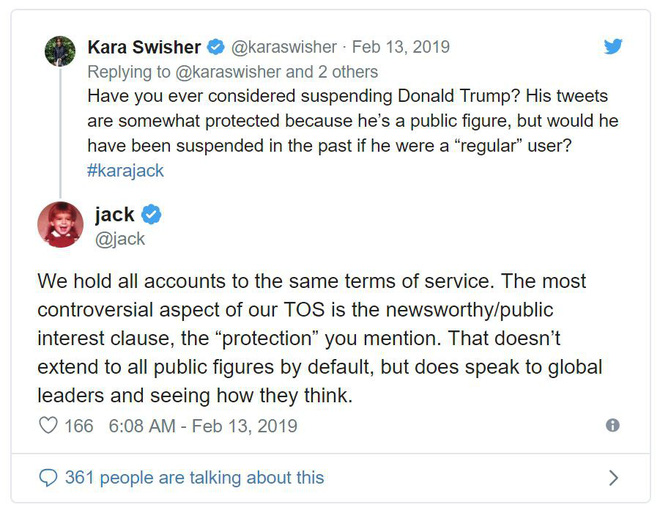 Kara Swisher @karaswisher · Feb 13, 2019
Replying to @karaswisher and 2 others
Have you ever considered suspending Donald Trump? His tweets
are somewhat protected because he’s a public figure, but would he
have been suspended in the past if he were a “regular” user?
#karajack
jack
@jack
We hold all accounts to the same terms of service. The most
controversial aspect of our TOS is the newsworthy/public
interest clause, the “protection” you mention. That doesn’t
extend to all public figures by default, but does speak to global
leaders and seeing how they think.
166 6:08 AM - Feb 13, 2019
361 people are talking about this